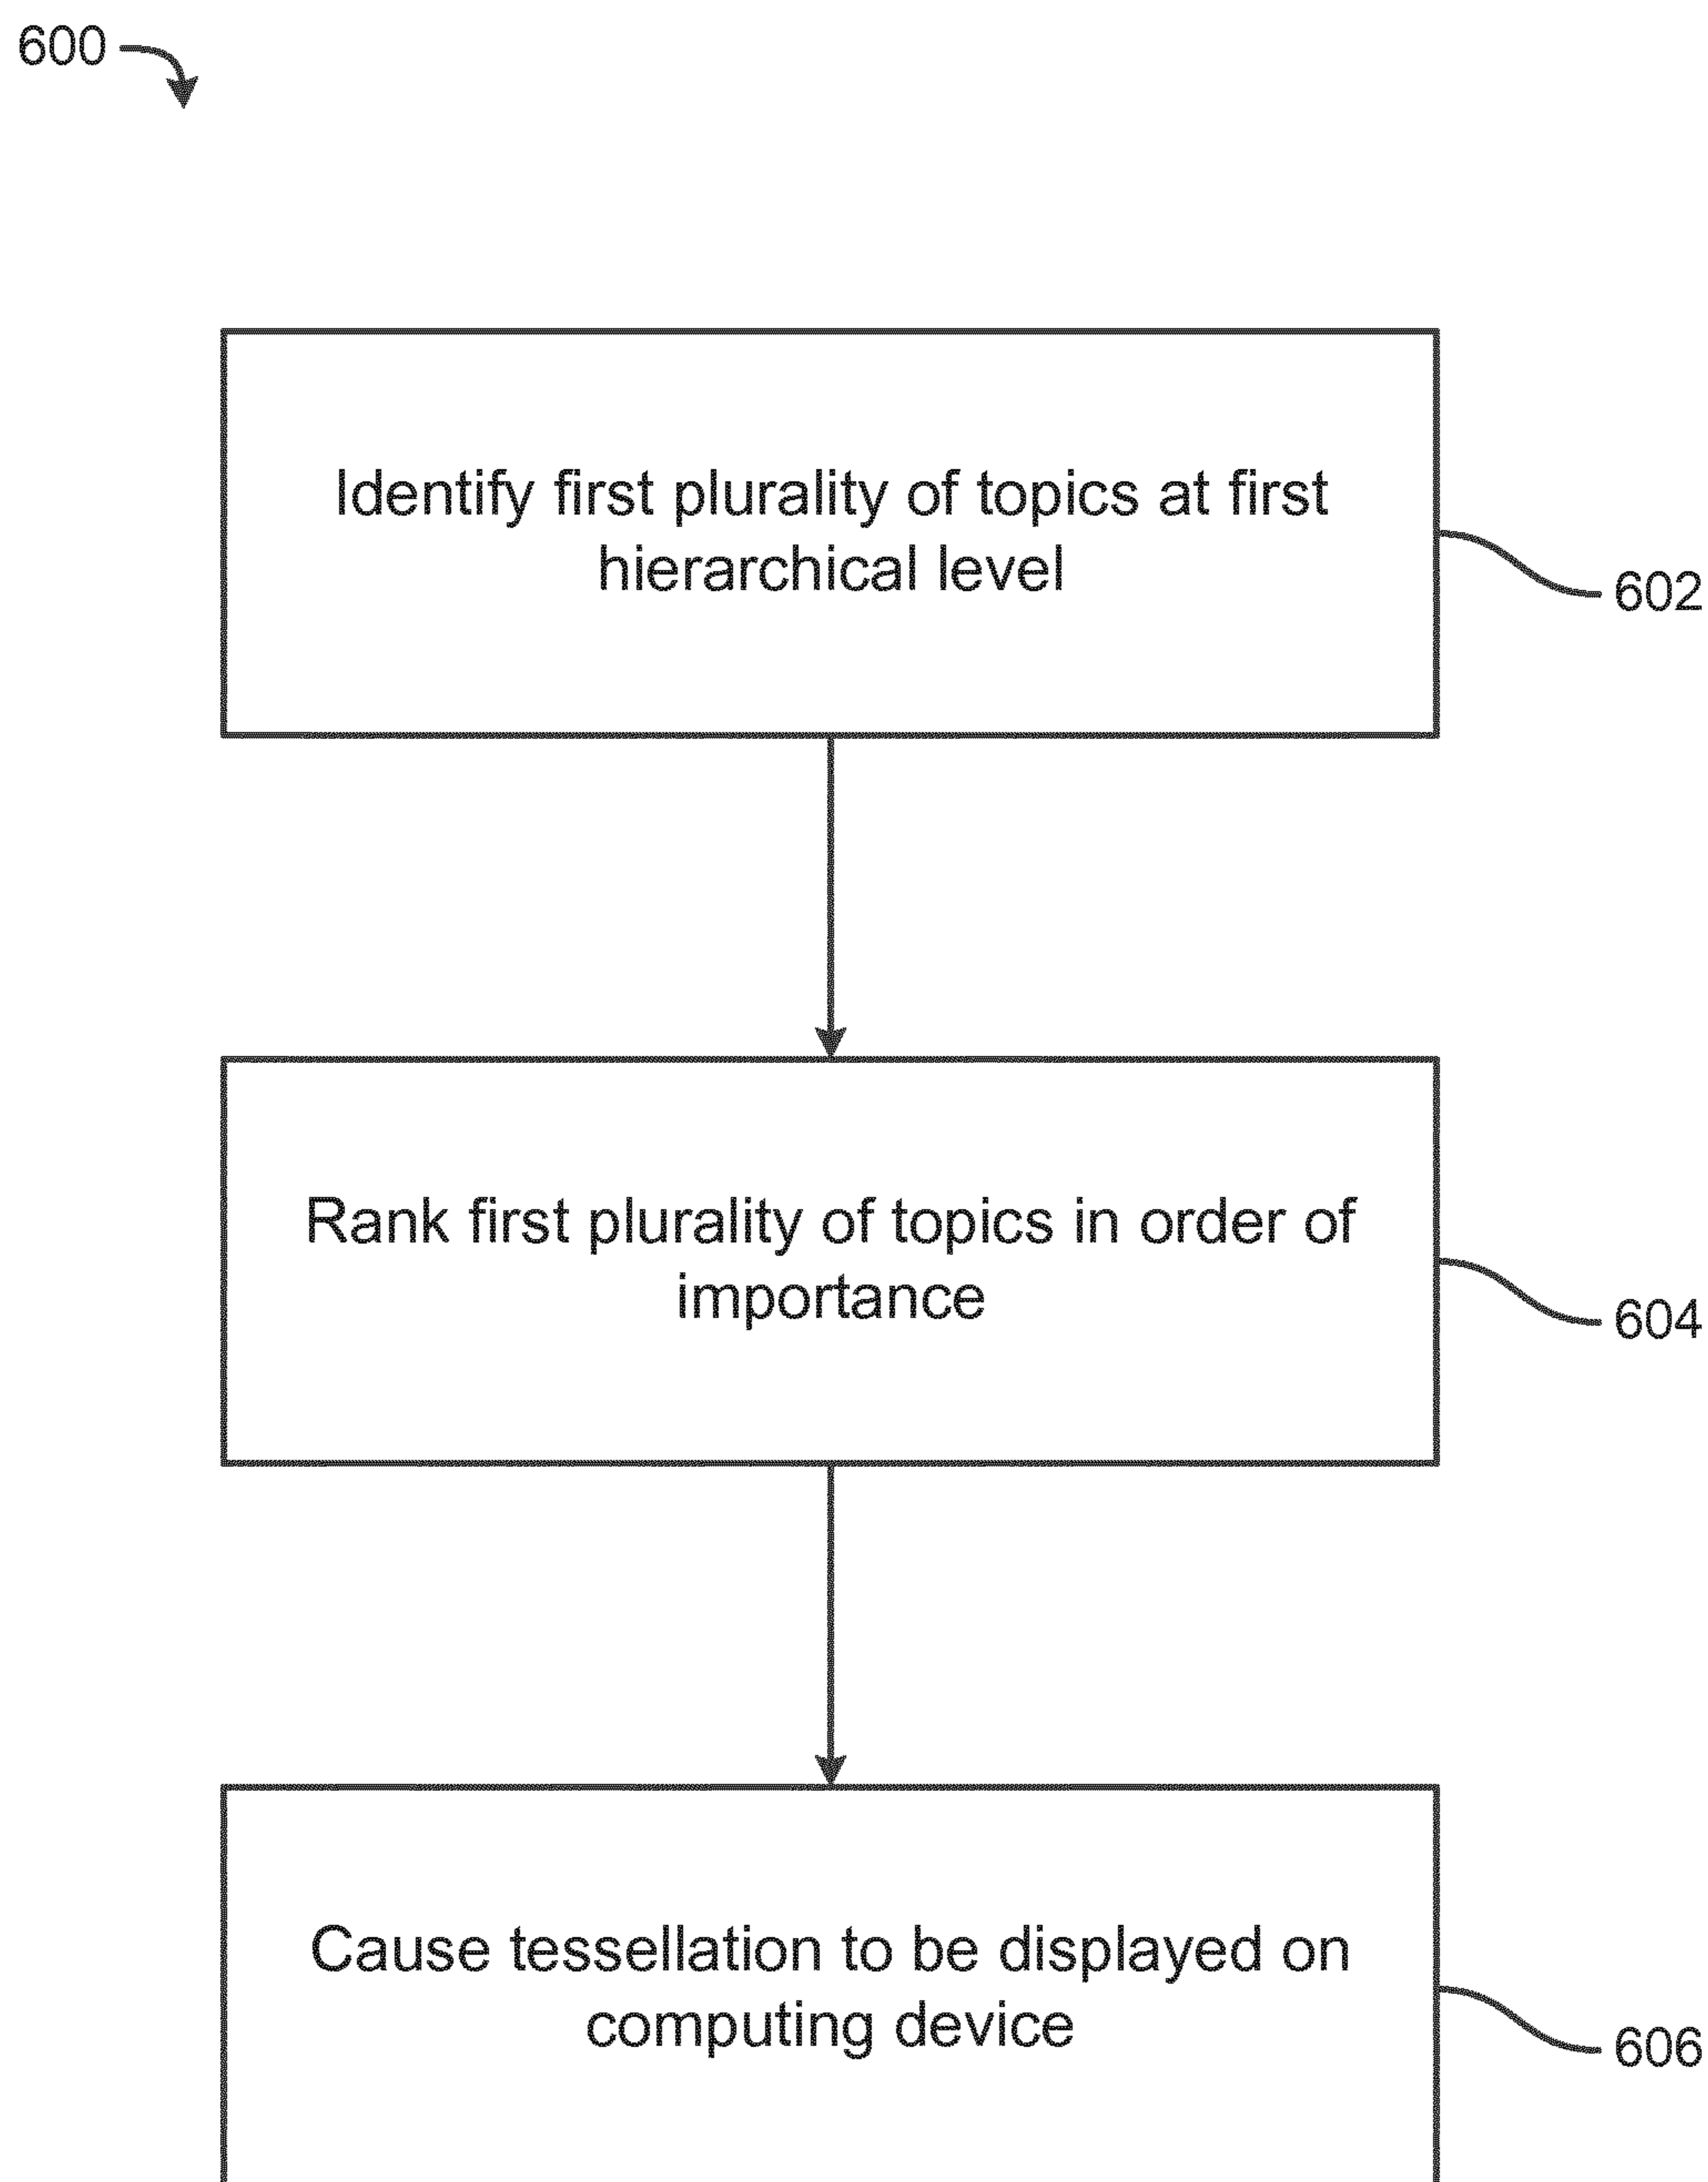 600
Identify first plurality of topics at first
hierarchical level
602
Rank first plurality of topics in order of
importance
604
Cause tessellation to be displayed on
computing device
606